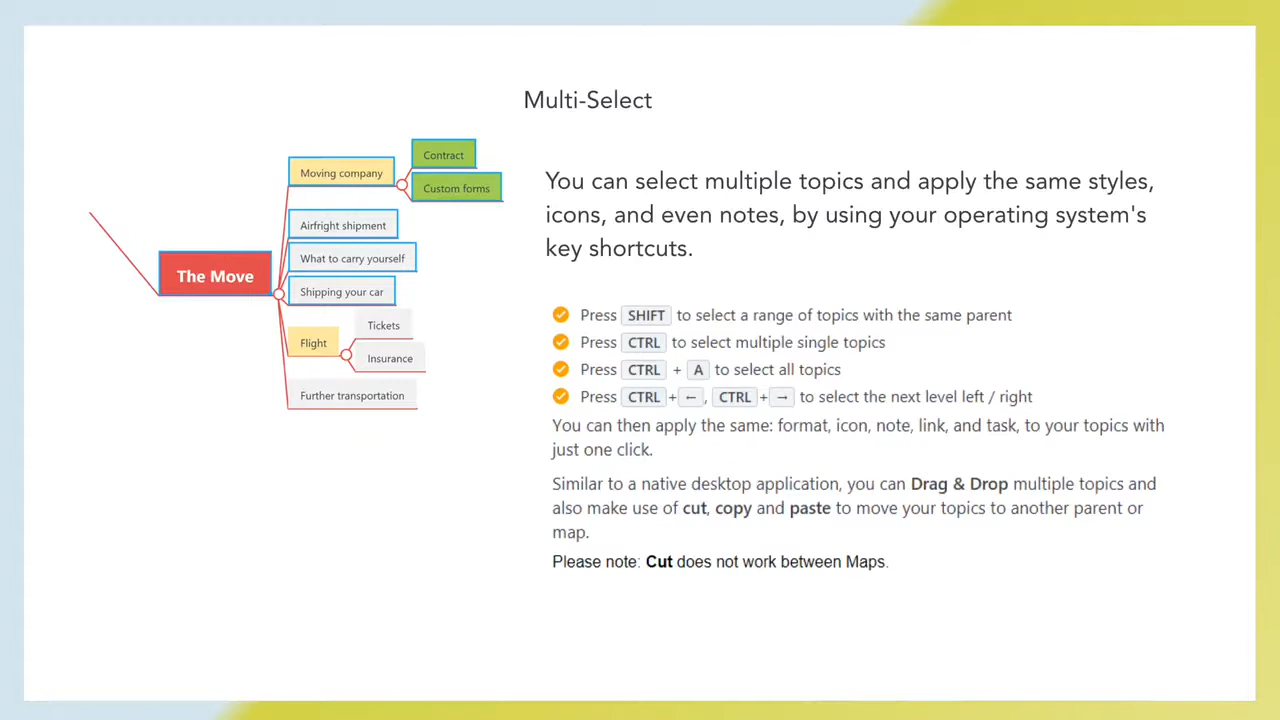 Multi-Select
Contract
Moving company
Custom forms
Airfright shipment
What to carry yourself
The Move
Shipping your car
Tickets
Flight
Insurance
Further transportation
You can select multiple topics and apply the same styles,
icons, and even notes, by using your operating system's
key shortcuts.
Press SHIFT to select a range of topics with the same parent
Press CTRL to select multiple single topics
Press CTRL + A to select all topics
Press CTRL + ←, CTRL + → to select the next level left / right
You can then apply the same: format, icon, note, link, and task, to your topics with
just one click.
Similar to a native desktop application, you can Drag & Drop multiple topics and
also make use of cut, copy and paste to move your topics to another parent or
map.
Please note: Cut does not work between Maps.